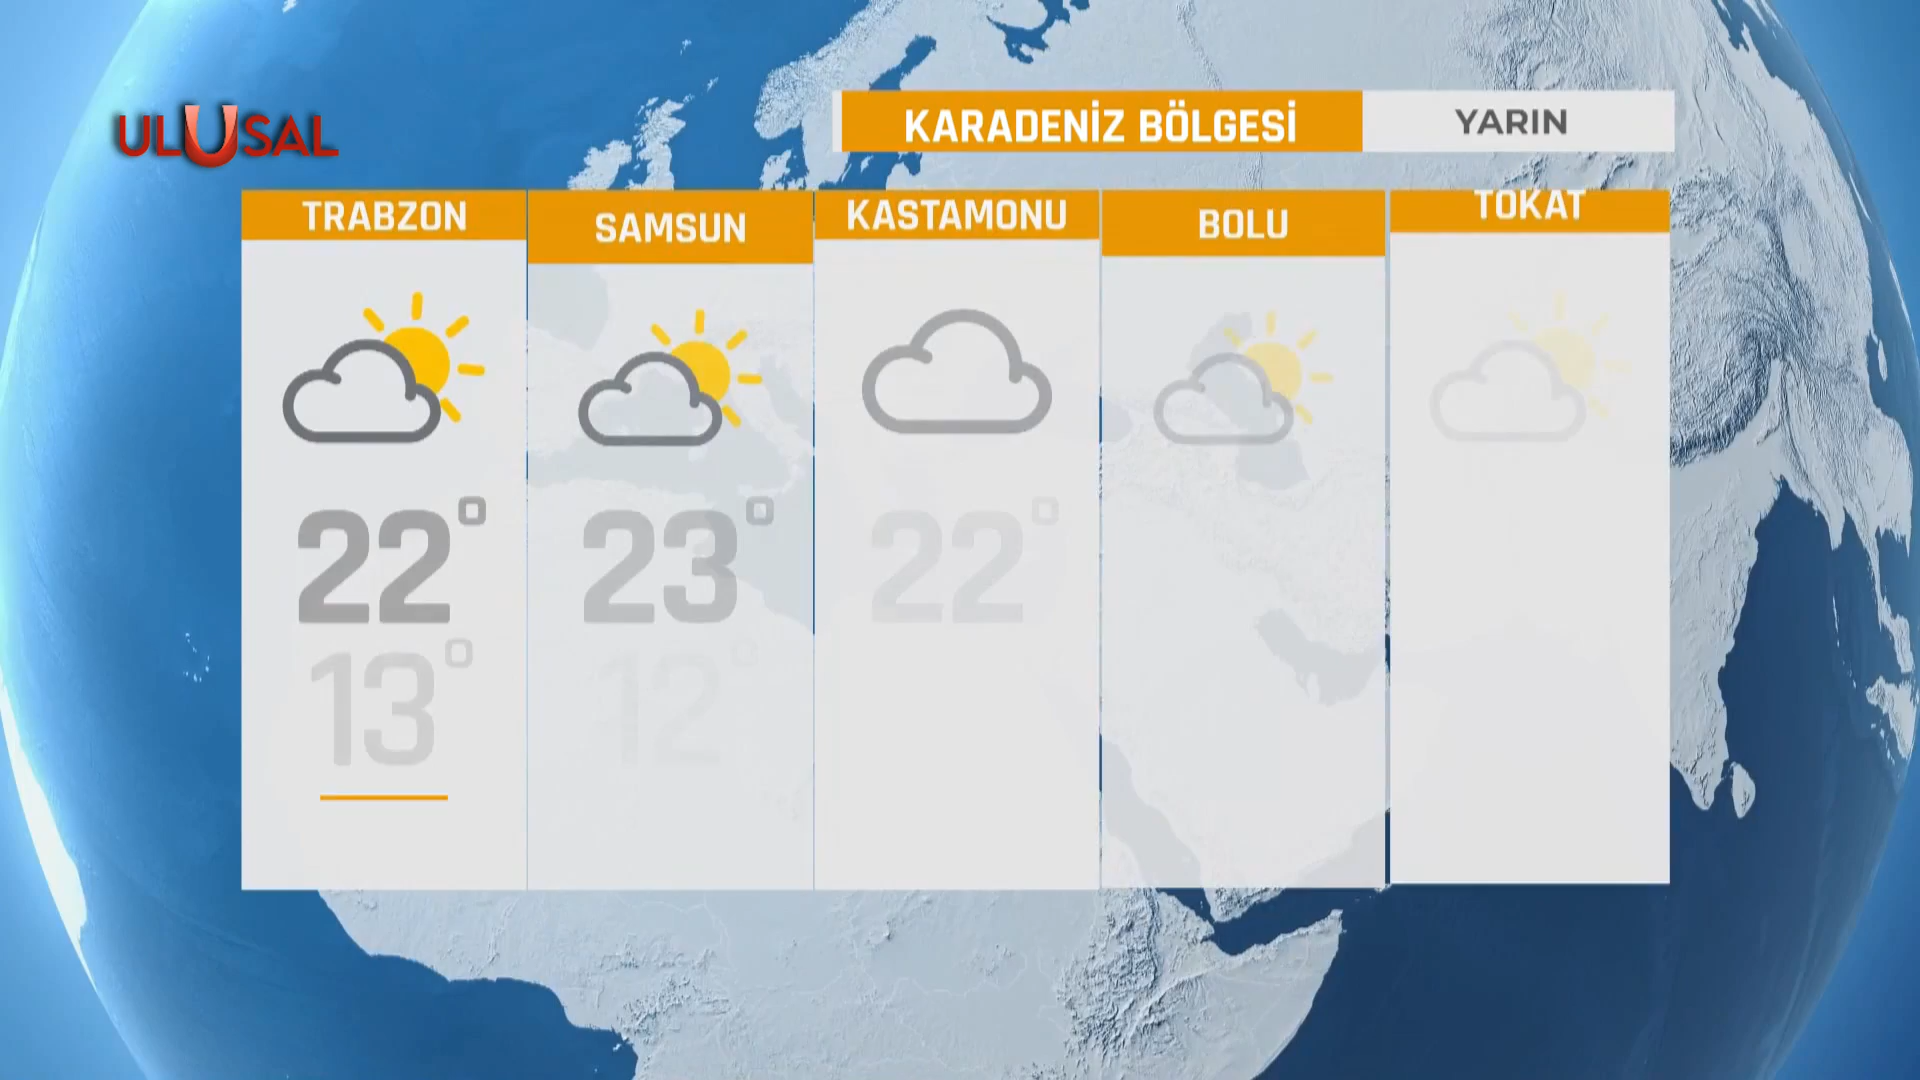 ULUSAL
KARADENİZ BÖLGESİ
YARIN
TRABZON
SAMSUN
KASTAMONU
BOLU
TOKAT
22°
23°
22°
13°
12°